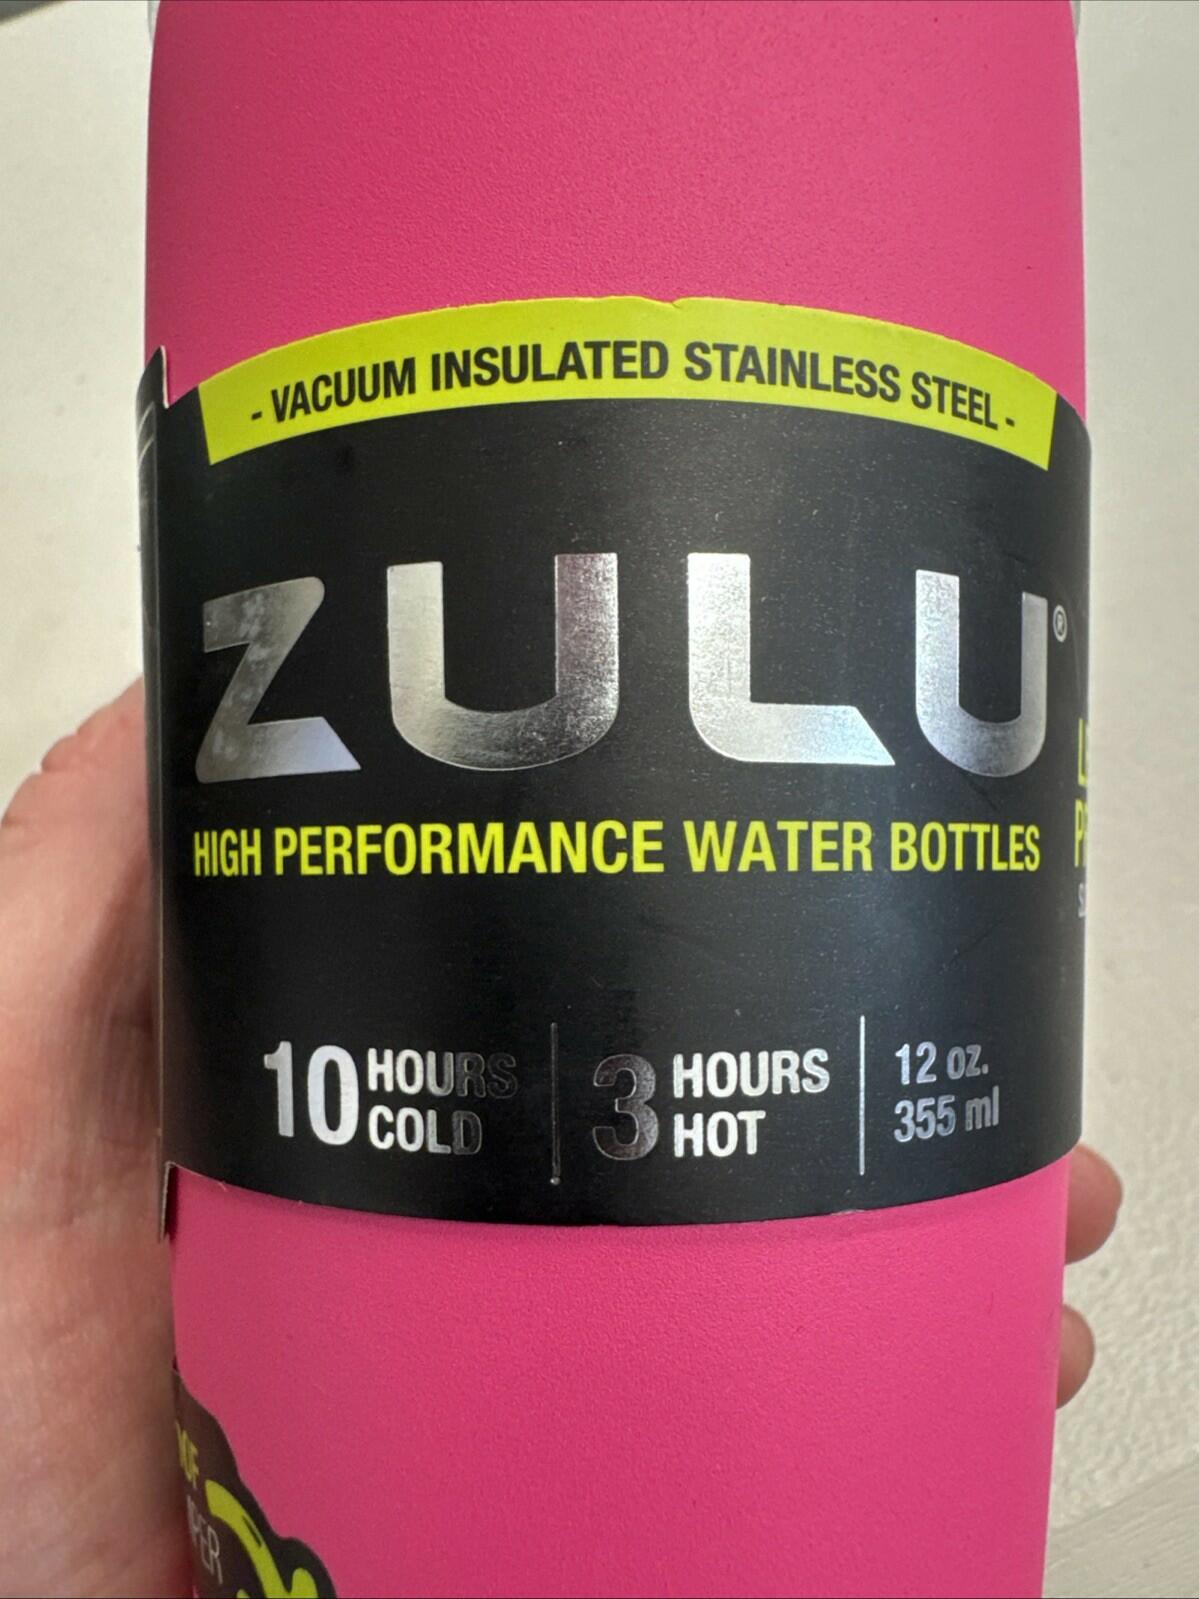 - VACUUM INSULATED STAINLESS STEEL -
ZULU®
HIGH PERFORMANCE WATER BOTTLES
10 HOURS COLD
3 HOURS HOT
12 oz.
355 ml